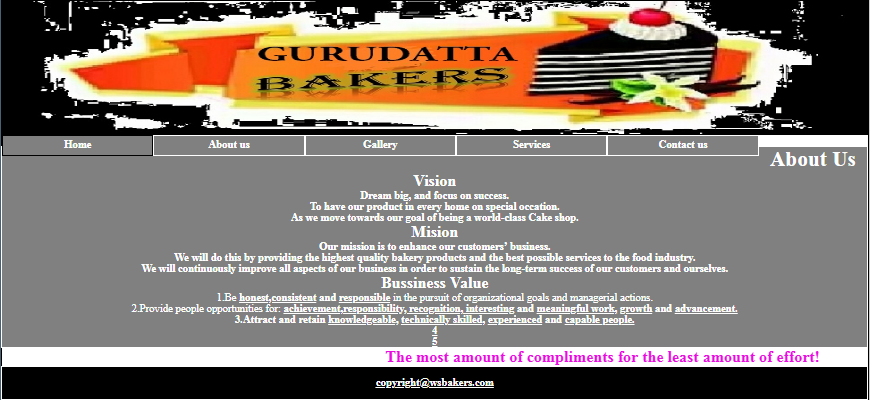 GURUDATTA
BAKERS
Home About us Gallery Services Contact us
About Us
Vision
Dream big, and focus on success.
To have our product in every home on special occation.
As we move towards our goal of being a world-class Cake shop.
Mision
Our mission is to enhance our customers’ business.
We will do this by providing the highest quality bakery products and the best possible services to the food industry.
We will continuously improve all aspects of our business in order to sustain the long-term success of our customers and ourselves.
Bussiness Value
1.Be honest,consistent and responsible in the pursuit of organizational goals and managerial actions.
2.Provide people opportunities for: achievement,responsibility, recognition, interesting and meaningful work, growth and advancement.
3.Attract and retain knowledgeable, technically skilled, experienced and capable people.
4
5
The most amount of compliments for the least amount of effort!
copyright@wsbakers.com